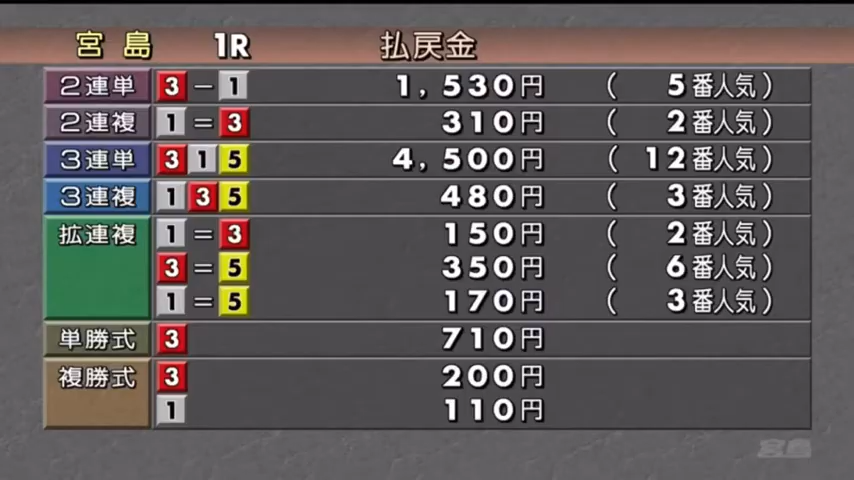 宮島 1R 払戻金
2連単 3－1 1,530円 （ 5番人気）
2連複 1＝3 310円 （ 2番人気）
3連単 3 1 5 4,500円 （ 12番人気）
3連複 1 3 5 480円 （ 3番人気）
拡連複 1＝3 150円 （ 2番人気）
3＝5 350円 （ 6番人気）
1＝5 170円 （ 3番人気）
単勝式 3 710円
複勝式 3 200円
1 110円
宮島